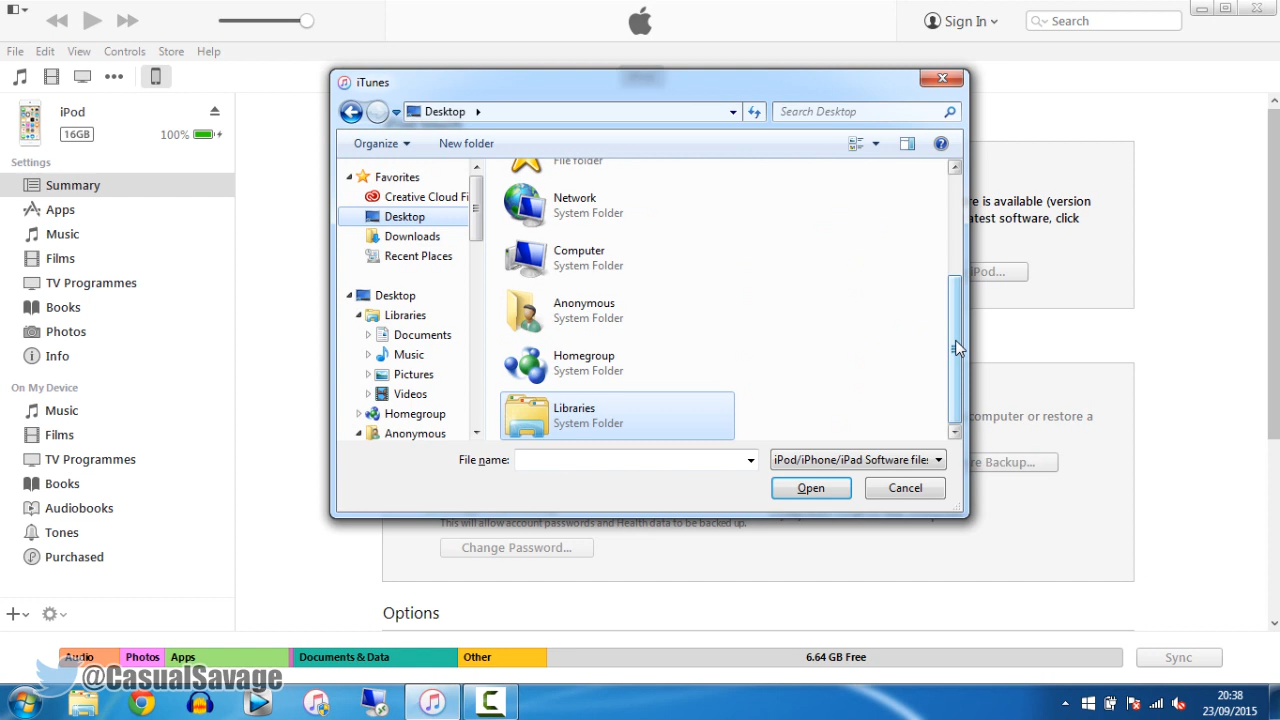 Sign In
Search
File Edit View Controls Store Help
iPod
16GB
100%
Settings
Summary
Apps
Music
Films
TV Programmes
Books
Photos
Info
On My Device
Music
Films
TV Programmes
Books
Audiobooks
Tones
Purchased
iTunes
Desktop
Search Desktop
Organize
New folder
Favorites
Creative Cloud Fi
Desktop
Downloads
Recent Places
Desktop
Libraries
Documents
Music
Pictures
Videos
Homegroup
Anonymous
File folder
Network
System Folder
Computer
System Folder
Anonymous
System Folder
Homegroup
System Folder
Libraries
System Folder
File name:
iPod/iPhone/iPad Software files
Open
Cancel
re is available (version
atest software, click
iPod...
computer or restore a
re Backup...
This will allow account passwords and Health data to be backed up.
Change Password...
Options
Audio Photos Apps Documents & Data Other 6.64 GB Free
Sync
@CasualSavage
20:38
23/09/2015